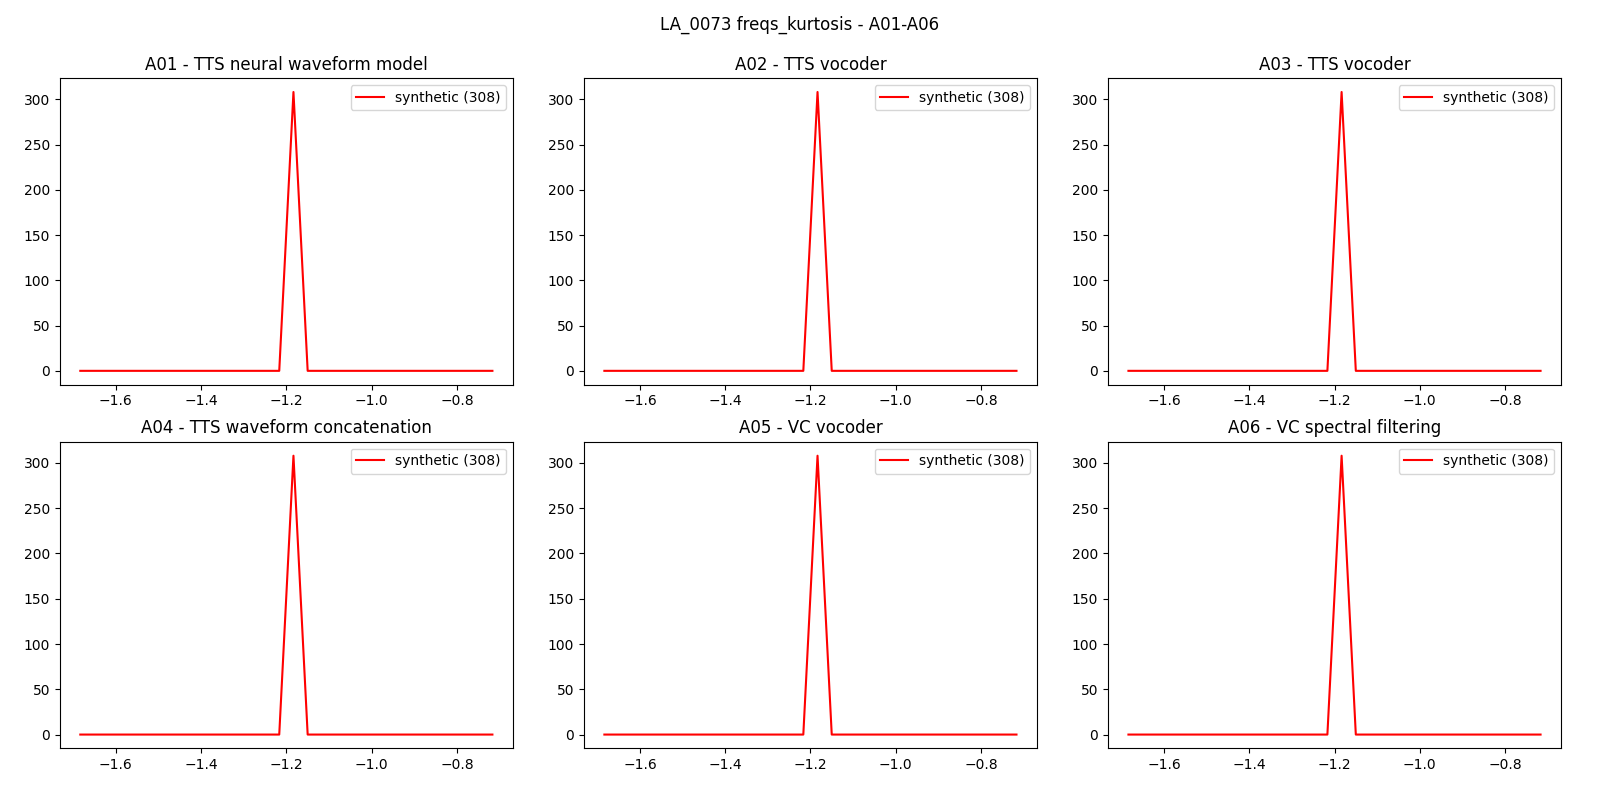 LA_0073 freqs_kurtosis - A01-A06
A01 - TTS neural waveform model
synthetic (308)
300
250
200
150
100
50
0
−1.6 −1.4 −1.2 −1.0 −0.8
A02 - TTS vocoder
synthetic (308)
300
250
200
150
100
50
0
−1.6 −1.4 −1.2 −1.0 −0.8
A03 - TTS vocoder
synthetic (308)
300
250
200
150
100
50
0
−1.6 −1.4 −1.2 −1.0 −0.8
A04 - TTS waveform concatenation
synthetic (308)
300
250
200
150
100
50
0
−1.6 −1.4 −1.2 −1.0 −0.8
A05 - VC vocoder
synthetic (308)
300
250
200
150
100
50
0
−1.6 −1.4 −1.2 −1.0 −0.8
A06 - VC spectral filtering
synthetic (308)
300
250
200
150
100
50
0
−1.6 −1.4 −1.2 −1.0 −0.8